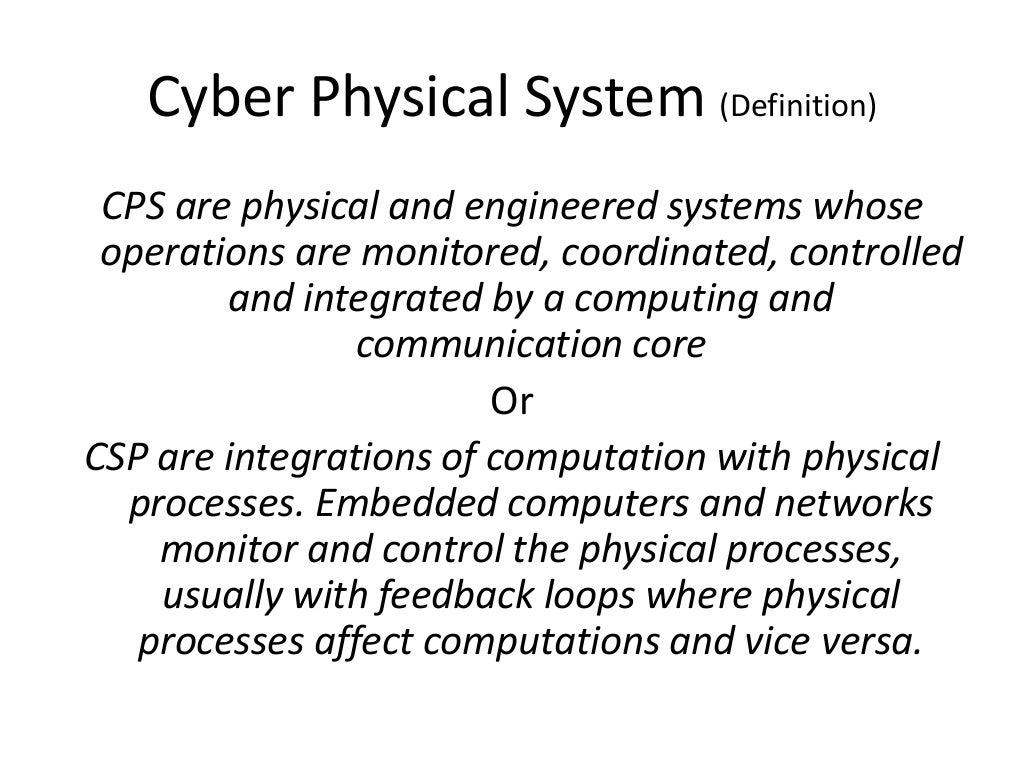 Cyber Physical System (Definition)
CPS are physical and engineered systems whose
operations are monitored, coordinated, controlled
and integrated by a computing and
communication core
Or
CSP are integrations of computation with physical
processes. Embedded computers and networks
monitor and control the physical processes,
usually with feedback loops where physical
processes affect computations and vice versa.